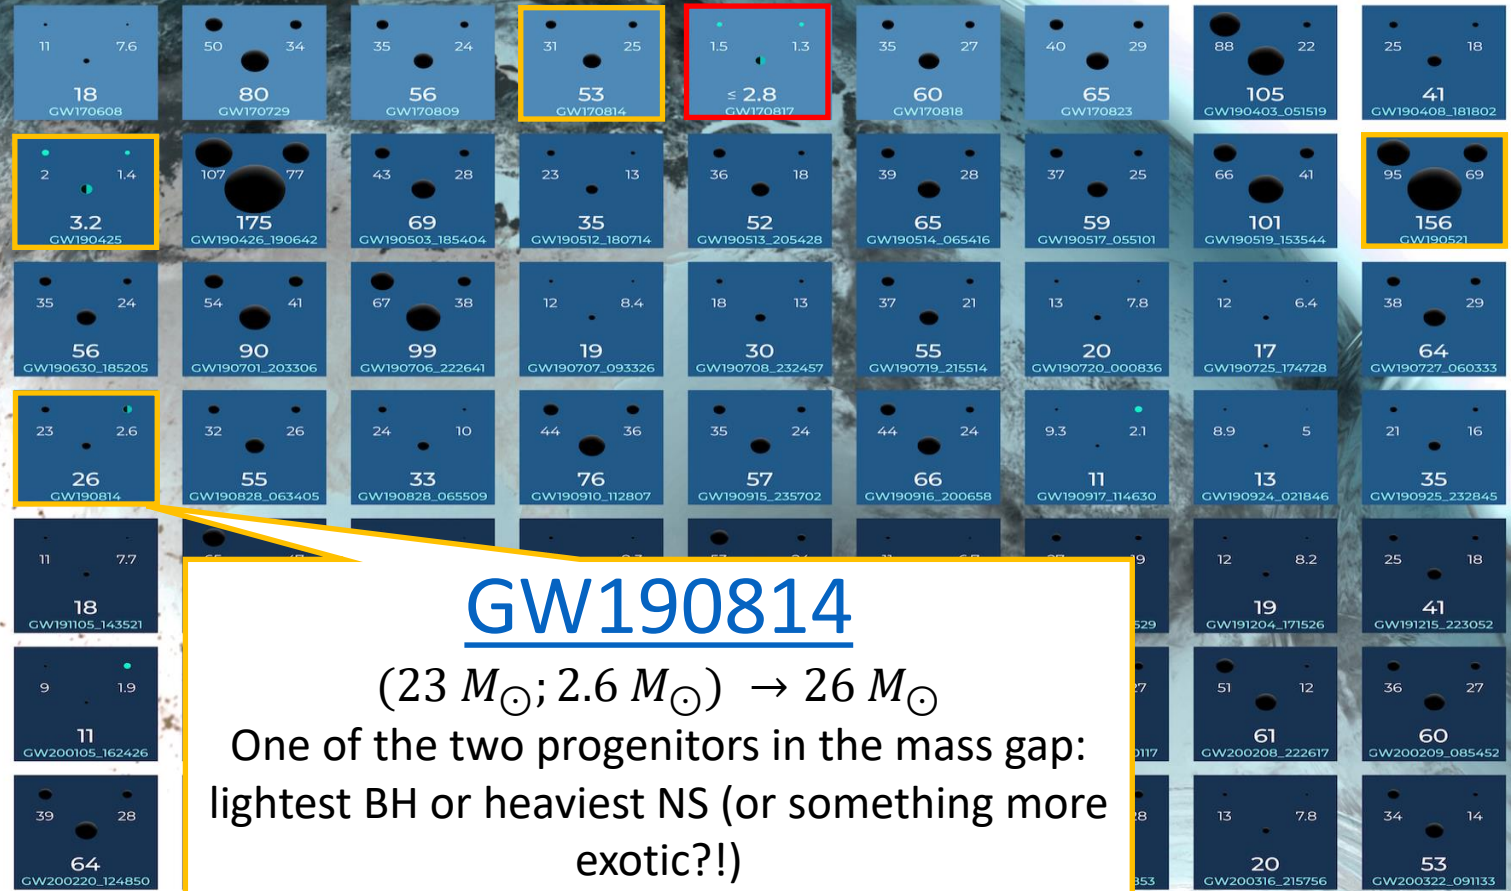 11 7.6 50 34 35 24 31 25 1.5 1.3 35 27 40 29 88 22 25 18
18 80 56 53 ≤ 2.8 60 65 105 41
GW170608 GW170729 GW170809 GW170814 GW170817 GW170818 GW170823 GW190403_051519 GW190408_181802
2 1.4 107 77 43 28 23 13 36 18 39 28 37 25 66 41 95 69
3.2 175 69 35 52 65 59 101 156
GW190425 GW190426_190642 GW190503_185404 GW190512_180714 GW190513_205428 GW190514_065416 GW190517_055101 GW190519_153544 GW190521
35 24 54 41 67 38 12 8.4 18 13 37 21 13 7.8 12 6.4 38 29
56 90 99 19 30 55 20 17 64
GW190630_185205 GW190701_203306 GW190706_222641 GW190707_093326 GW190708_232457 GW190719_215514 GW190720_000836 GW190725_174728 GW190727_060333
23 2.6 32 26 24 10 44 36 35 24 44 24 9.3 2.1 8.9 5 21 16
26 55 33 76 57 66 11 13 35
GW190814 GW190828_063405 GW190828_065509 GW190910_112807 GW190915_235702 GW190916_200658 GW190917_114630 GW190924_021846 GW190925_232845
11 7.7 12 8.2 25 18
18 19 41
GW191105_143521 529 GW191204_171526 GW191215_223052
GW190814
(23 M☉; 2.6 M☉) → 26 M☉
One of the two progenitors in the mass gap:
lightest BH or heaviest NS (or something more
exotic?!)
9 1.9 27 51 12 36 27
11 61 60
GW200105_162426 0117 GW200208_222617 GW200209_085452
39 28 28 13 7.8 34 14
64 20 53
GW200220_124850 353 GW200316_215756 GW200322_091133